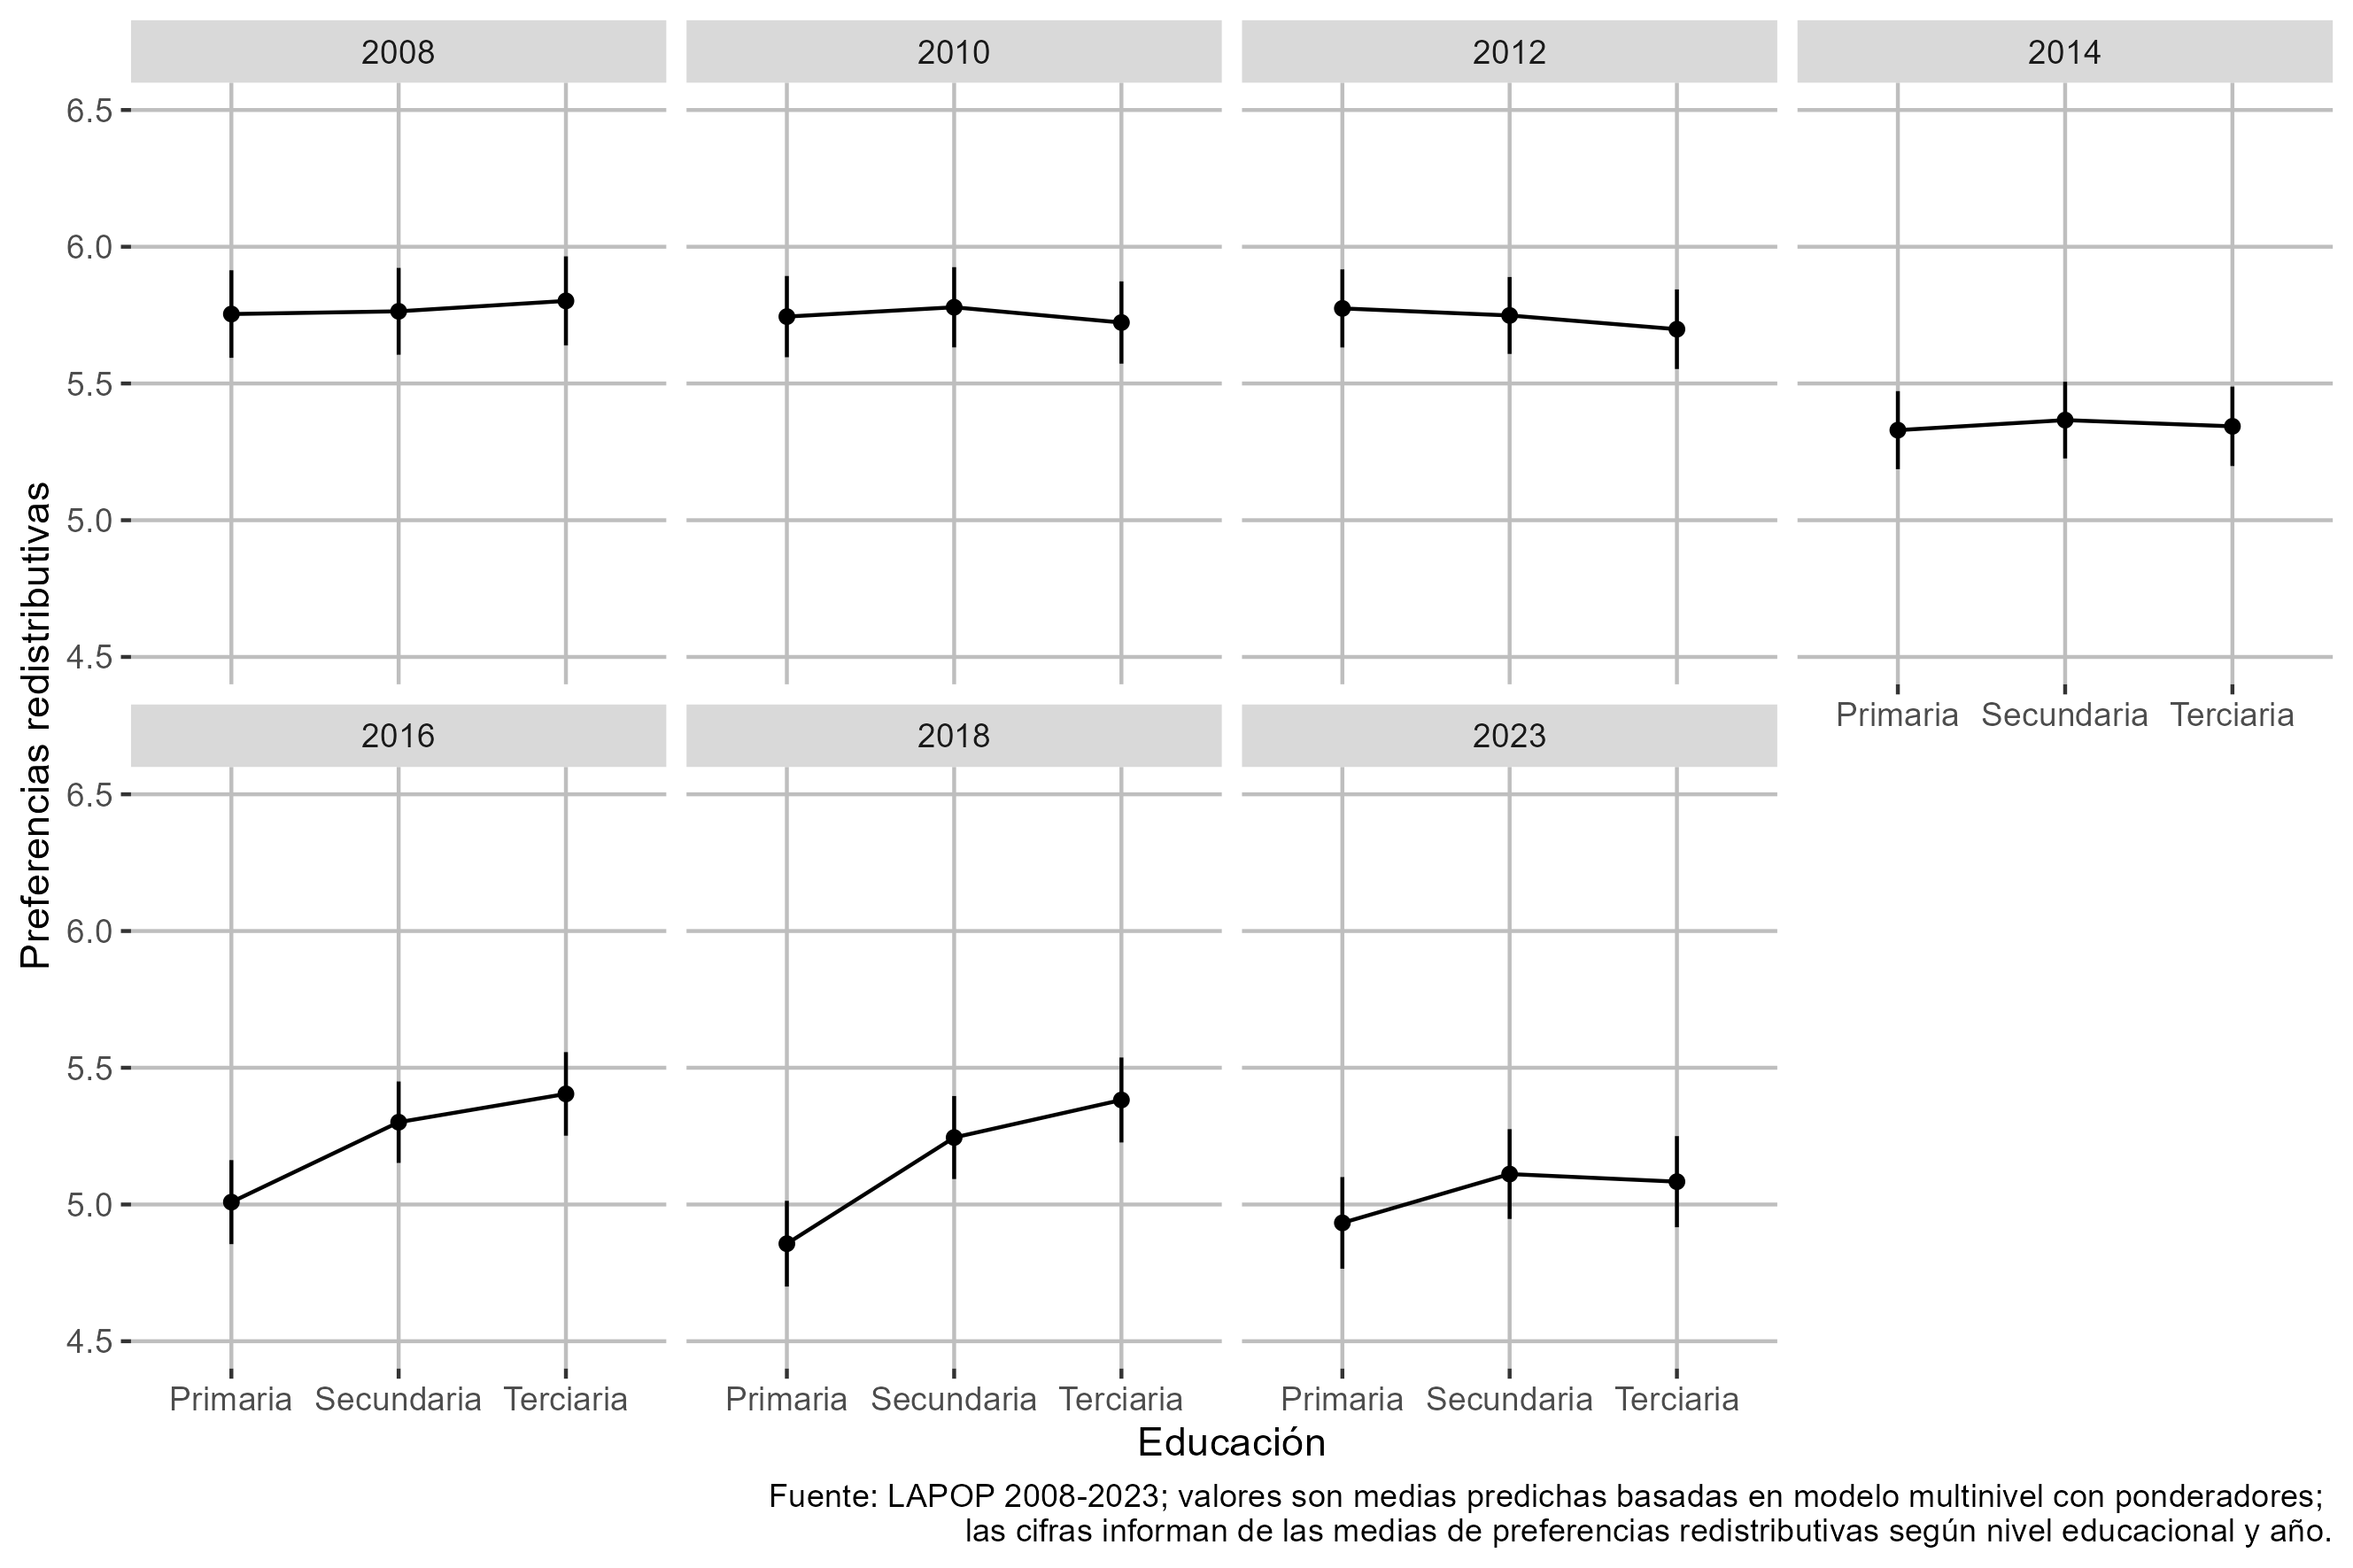 2008
2010
2012
2014
6.5
6.0
5.5
5.0
4.5
Primaria
Secundaria
Terciaria
2016
2018
2023
6.5
6.0
5.5
5.0
4.5
Primaria
Secundaria
Terciaria
Primaria
Secundaria
Terciaria
Primaria
Secundaria
Terciaria
Preferencias redistributivas
Educación
Fuente: LAPOP 2008-2023; valores son medias predichas basadas en modelo multinivel con ponderadores;
las cifras informan de las medias de preferencias redistributivas según nivel educacional y año.